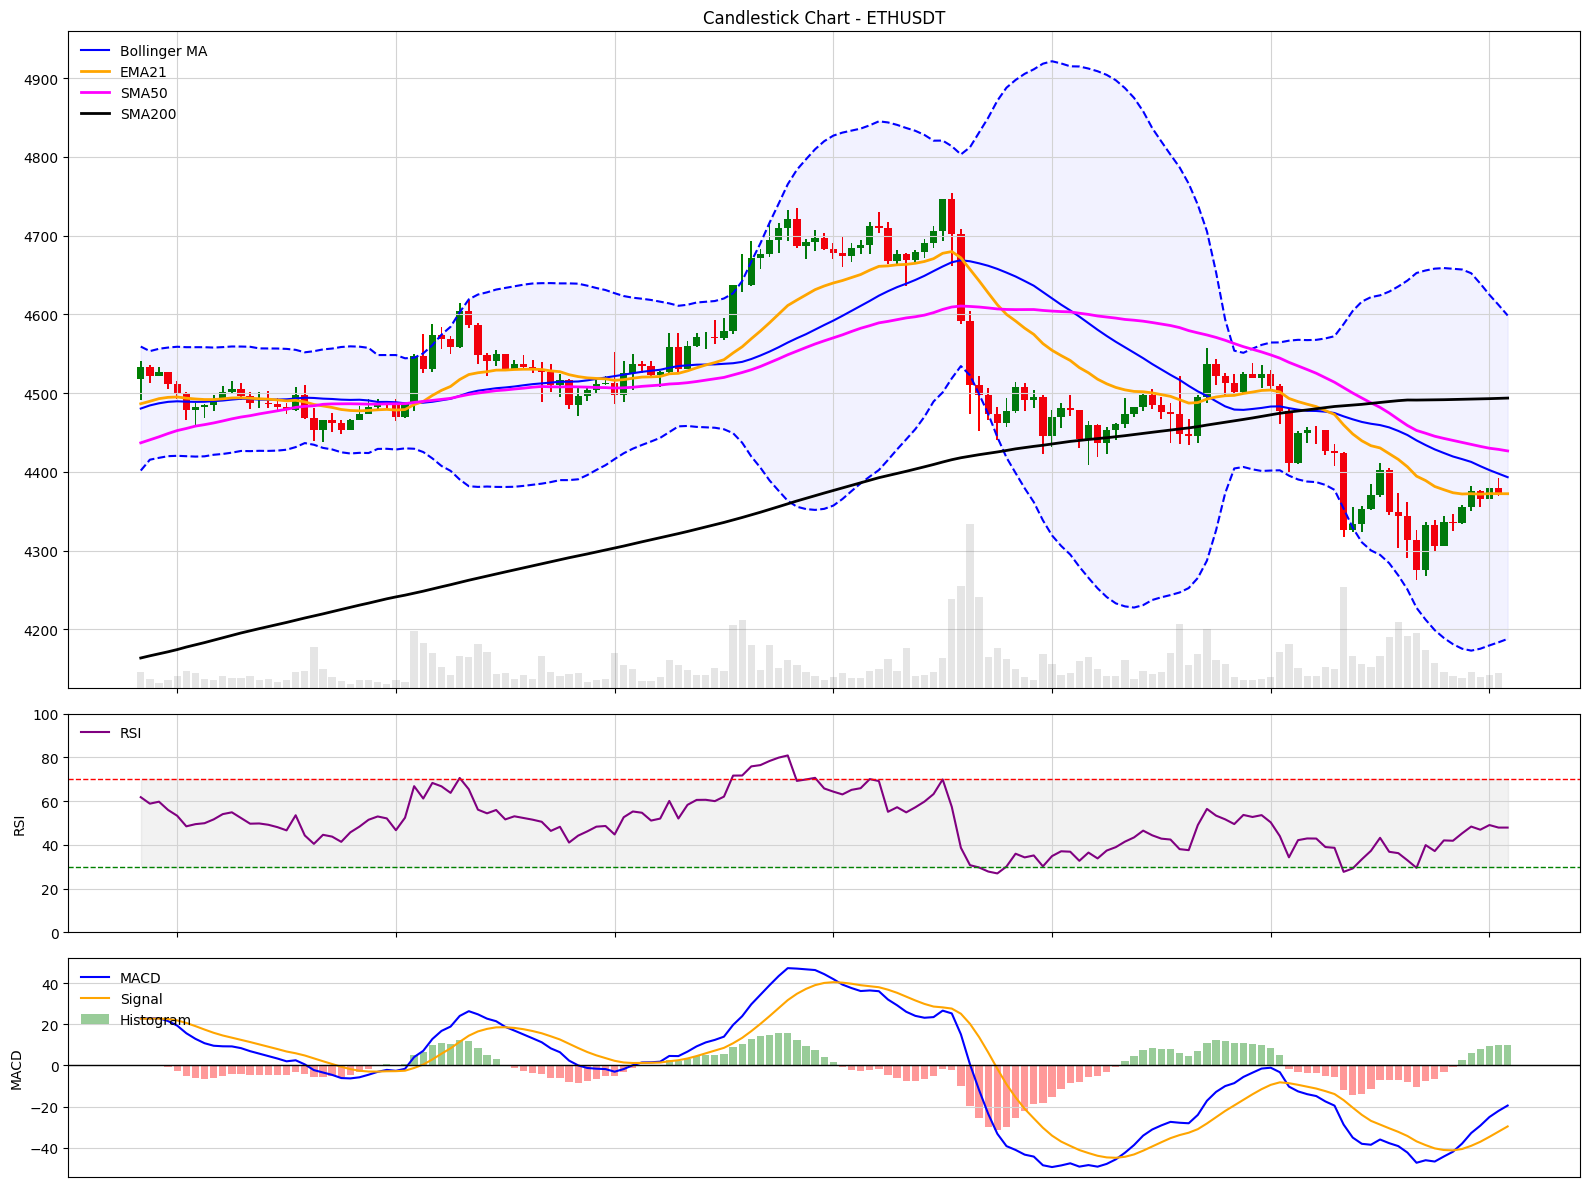 Candlestick Chart - ETHUSDT
Bollinger MA
EMA21
SMA50
SMA200
4900
4800
4700
4600
4500
4400
4300
4200
RSI
100
80
60
40
20
0
RSI
MACD
Signal
Histogram
40
20
0
−20
−40
MACD